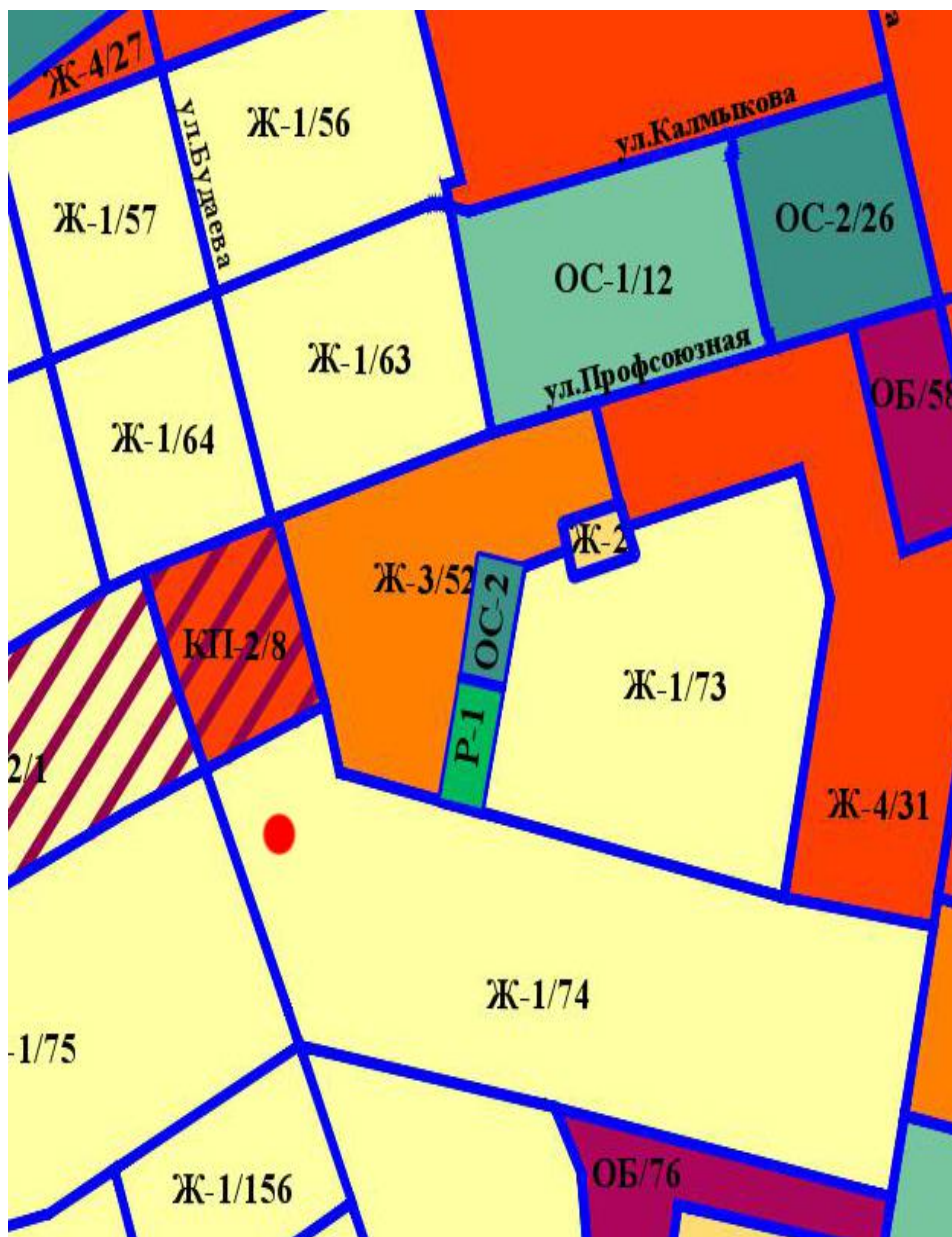 Ж-4/27
Ж-1/56
ул.Будаева
ул.Калмыкова
а
Ж-1/57
ОС-2/26
ОС-1/12
Ж-1/63
ул.Профсоюзная
ОБ/58
Ж-1/64
Ж-2
Ж-3/52
ОС-2
КП-2/8
Ж-1/73
Р-1
2/1
Ж-4/31
Ж-1/74
-1/75
Ж-1/156
ОБ/76